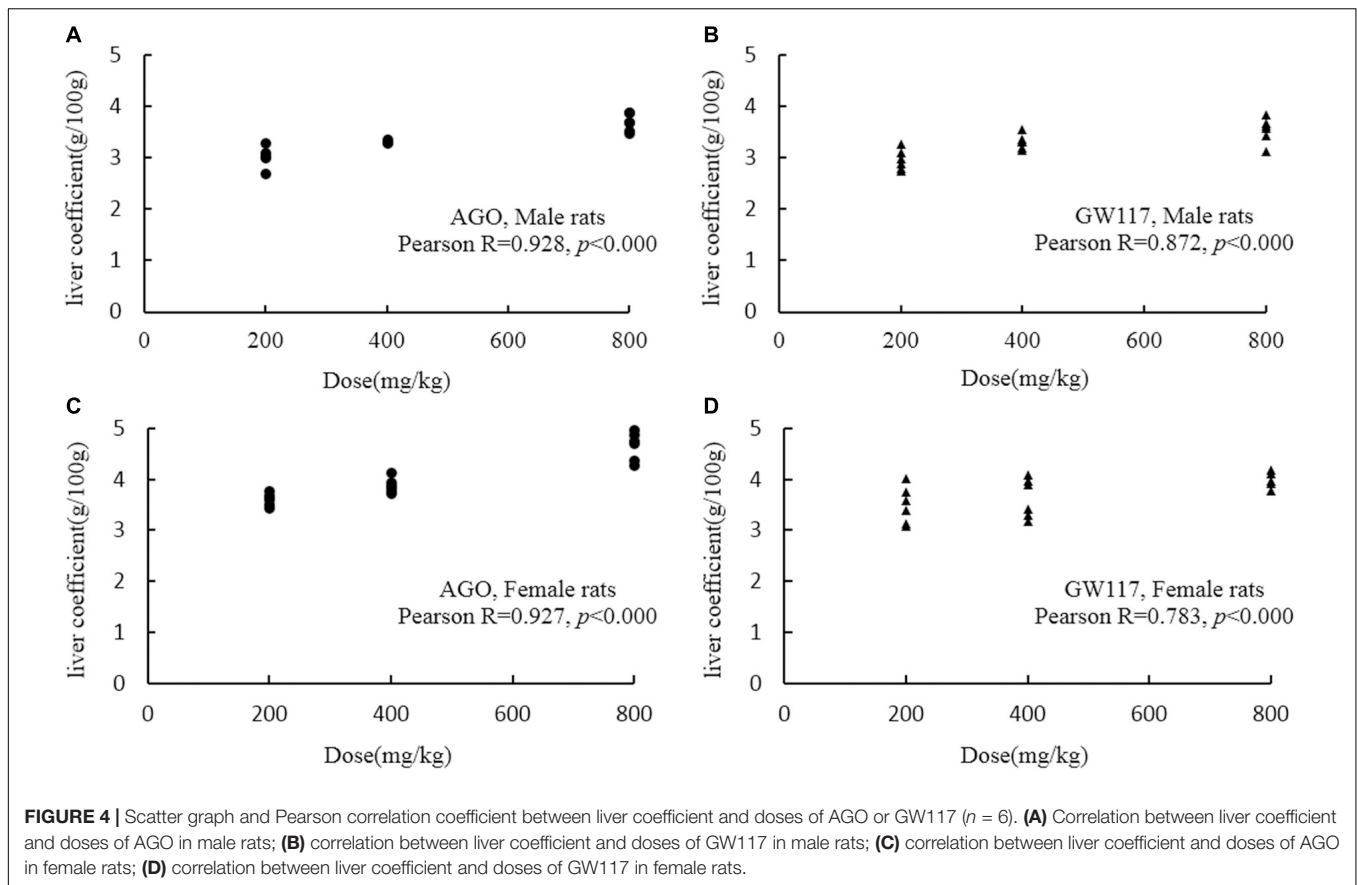 A
liver coefficient(g/100g)
5
4
3
2
1
0
AGO, Male rats
Pearson R=0.928, p<0.000
0 200 400 600 800
Dose(mg/kg)
B
liver coefficient(g/100g)
5
4
3
2
1
0
GW117, Male rats
Pearson R=0.872, p<0.000
0 200 400 600 800
Dose(mg/kg)
C
liver coefficient(g/100g)
5
4
3
2
1
0
AGO, Female rats
Pearson R=0.927, p<0.000
0 200 400 600 800
Dose(mg/kg)
D
liver coefficient(g/100g)
5
4
3
2
1
0
GW117, Female rats
Pearson R=0.783, p<0.000
0 200 400 600 800
Dose(mg/kg)
FIGURE 4 | Scatter graph and Pearson correlation coefficient between liver coefficient and doses of AGO or GW117 (n = 6). (A) Correlation between liver coefficient
and doses of AGO in male rats; (B) correlation between liver coefficient and doses of GW117 in male rats; (C) correlation between liver coefficient and doses of AGO
in female rats; (D) correlation between liver coefficient and doses of GW117 in female rats.